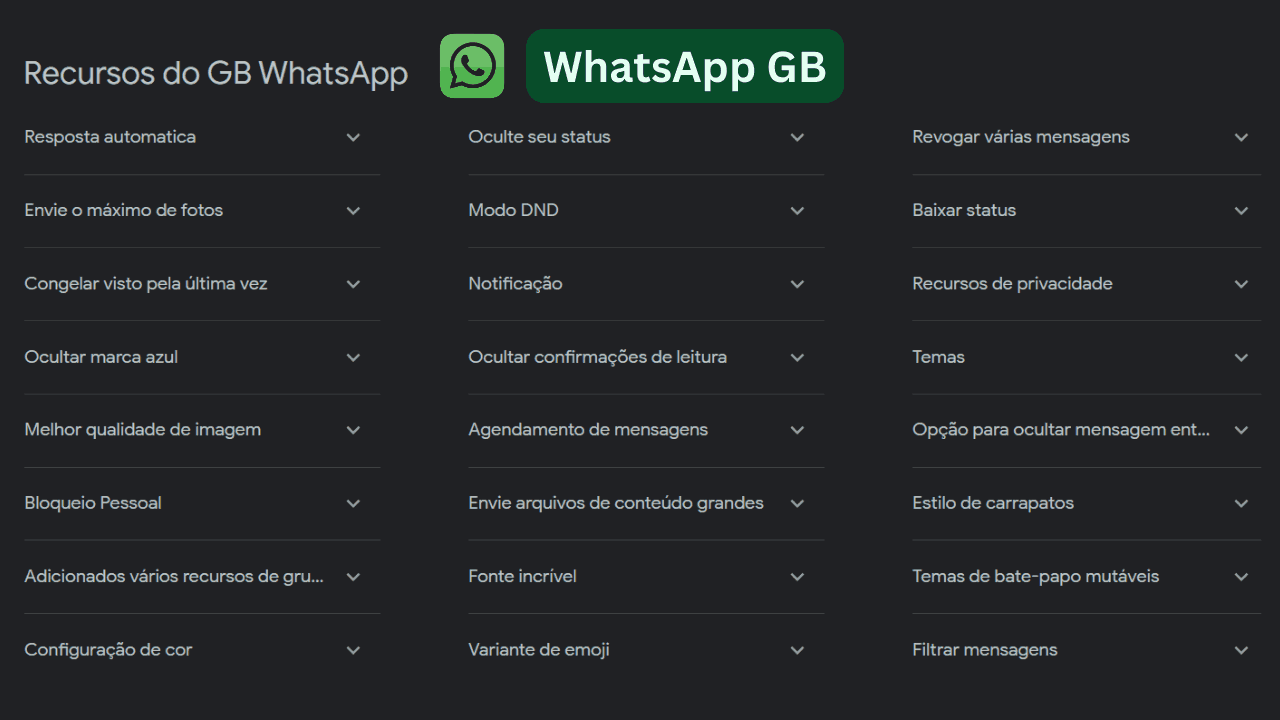 Recursos do GB WhatsApp
WhatsApp GB
Resposta automatica
Envie o máximo de fotos
Congelar visto pela última vez
Ocultar marca azul
Melhor qualidade de imagem
Bloqueio Pessoal
Adicionados vários recursos de gru...
Configuração de cor
Oculte seu status
Modo DND
Notificação
Ocultar confirmações de leitura
Agendamento de mensagens
Envie arquivos de conteúdo grandes
Fonte incrível
Variante de emoji
Revogar várias mensagens
Baixar status
Recursos de privacidade
Temas
Opção para ocultar mensagem ent...
Estilo de carrapatos
Temas de bate-papo mutáveis
Filtrar mensagens